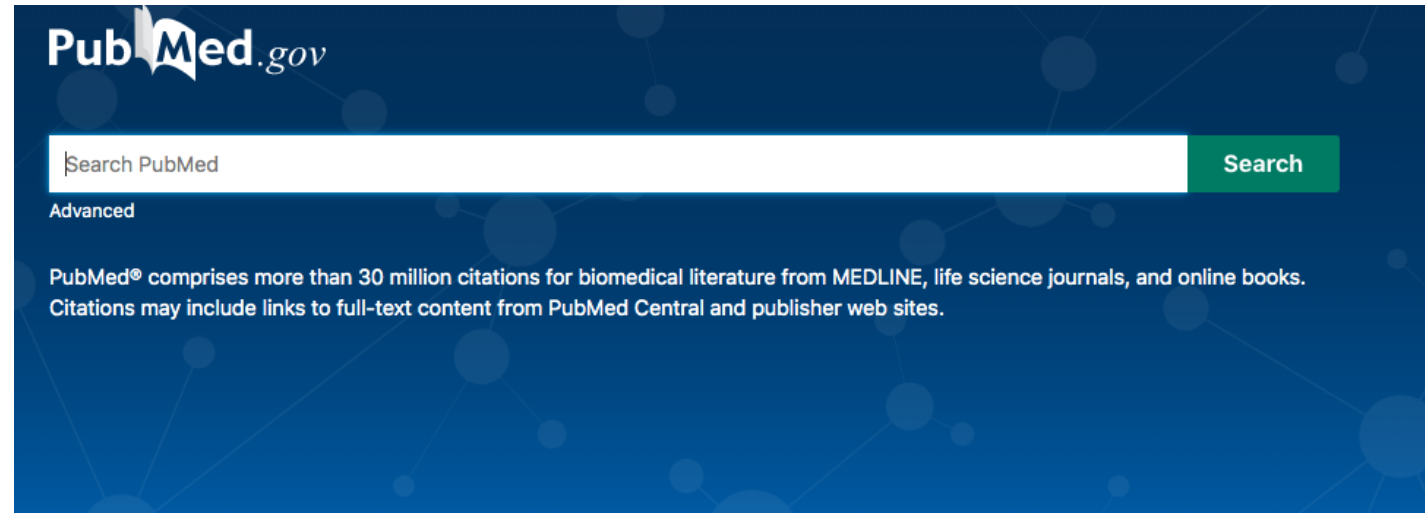 PubMed.gov
Search PubMed
Search
Advanced
PubMed® comprises more than 30 million citations for biomedical literature from MEDLINE, life science journals, and online books.
Citations may include links to full-text content from PubMed Central and publisher web sites.